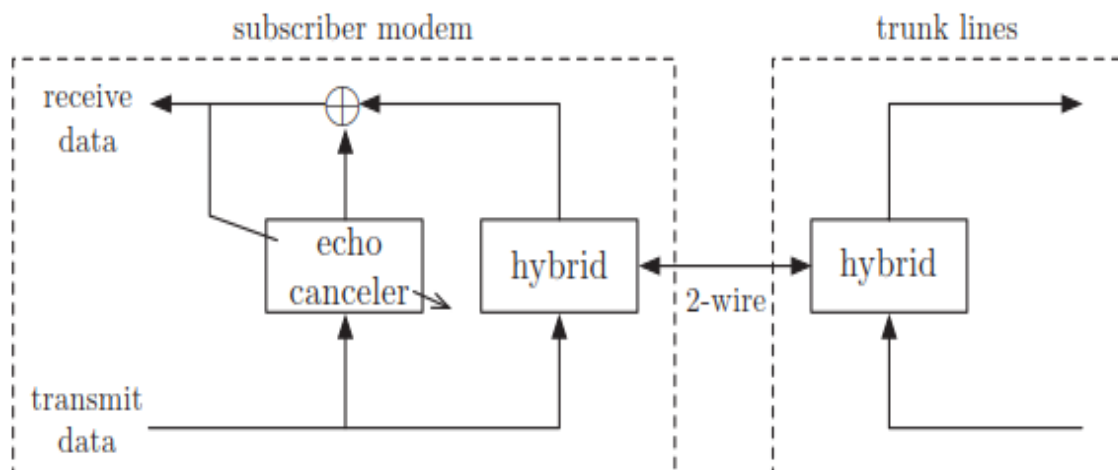 subscriber modem
trunk lines
receive
data
echo
canceler
hybrid
2-wire
hybrid
transmit
data